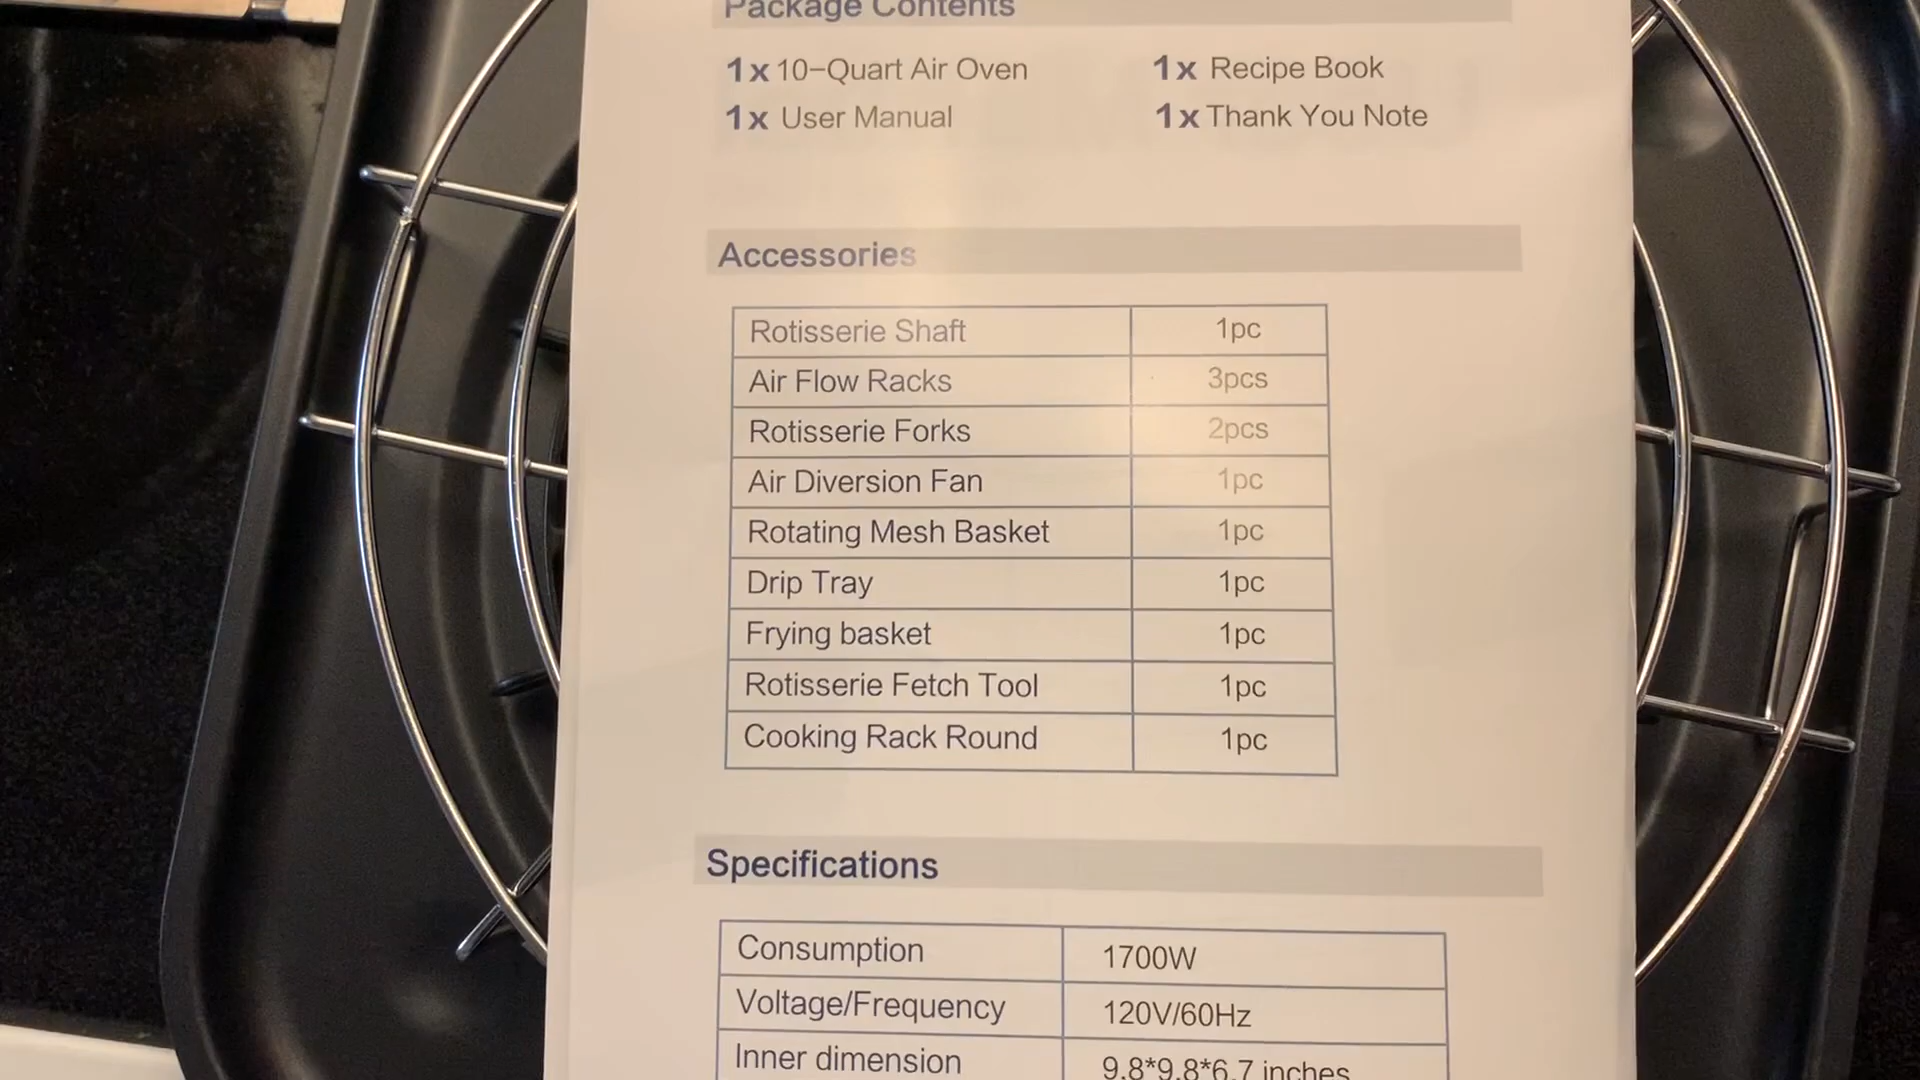 Package Contents
1x 10-Quart Air Oven 1x Recipe Book
1x User Manual 1x Thank You Note
Accessories
Rotisserie Shaft 1pc
Air Flow Racks 3pcs
Rotisserie Forks 2pcs
Air Diversion Fan 1pc
Rotating Mesh Basket 1pc
Drip Tray 1pc
Frying basket 1pc
Rotisserie Fetch Tool 1pc
Cooking Rack Round 1pc
Specifications
Consumption 1700W
Voltage/Frequency 120V/60Hz
Inner dimension 9.8*9.8*6.7 inches